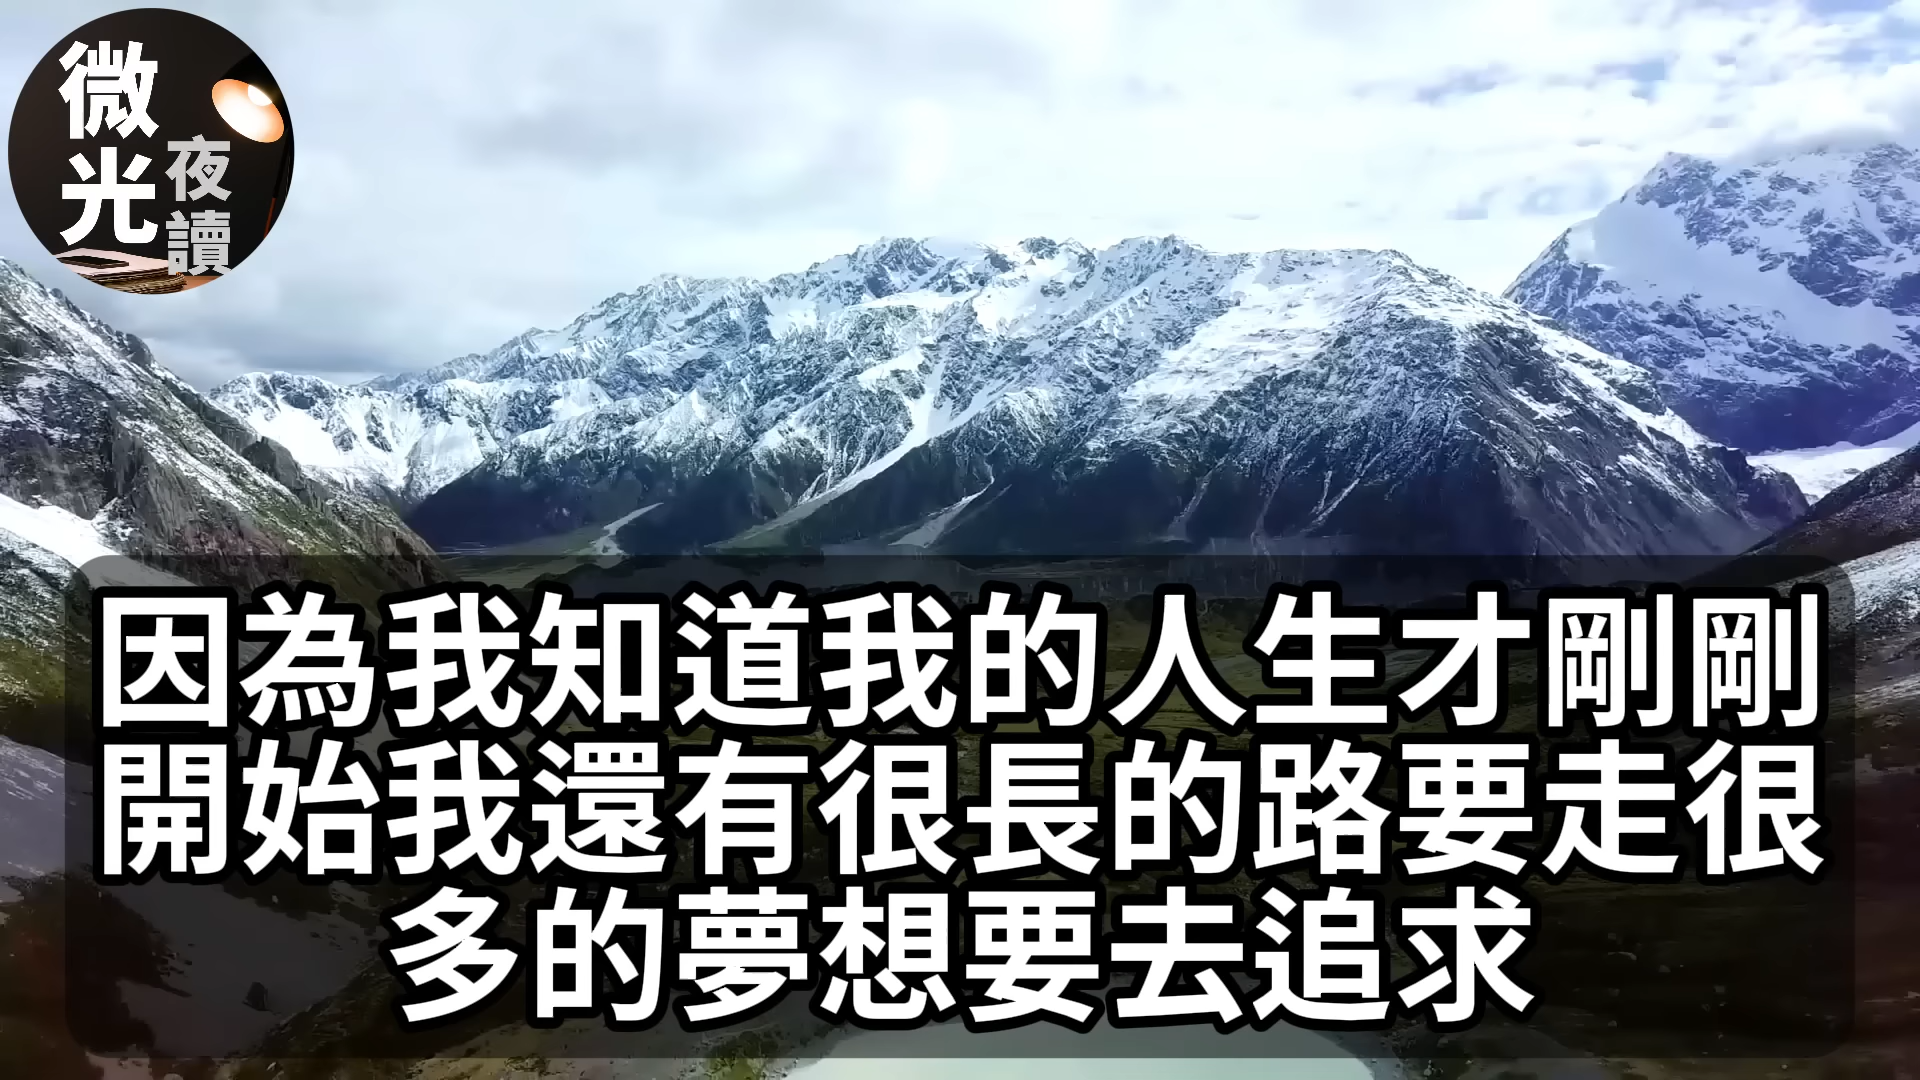 微光
夜讀
因為我知道我的人生才剛剛
開始我還有很長的路要走很
多的夢想要去追求